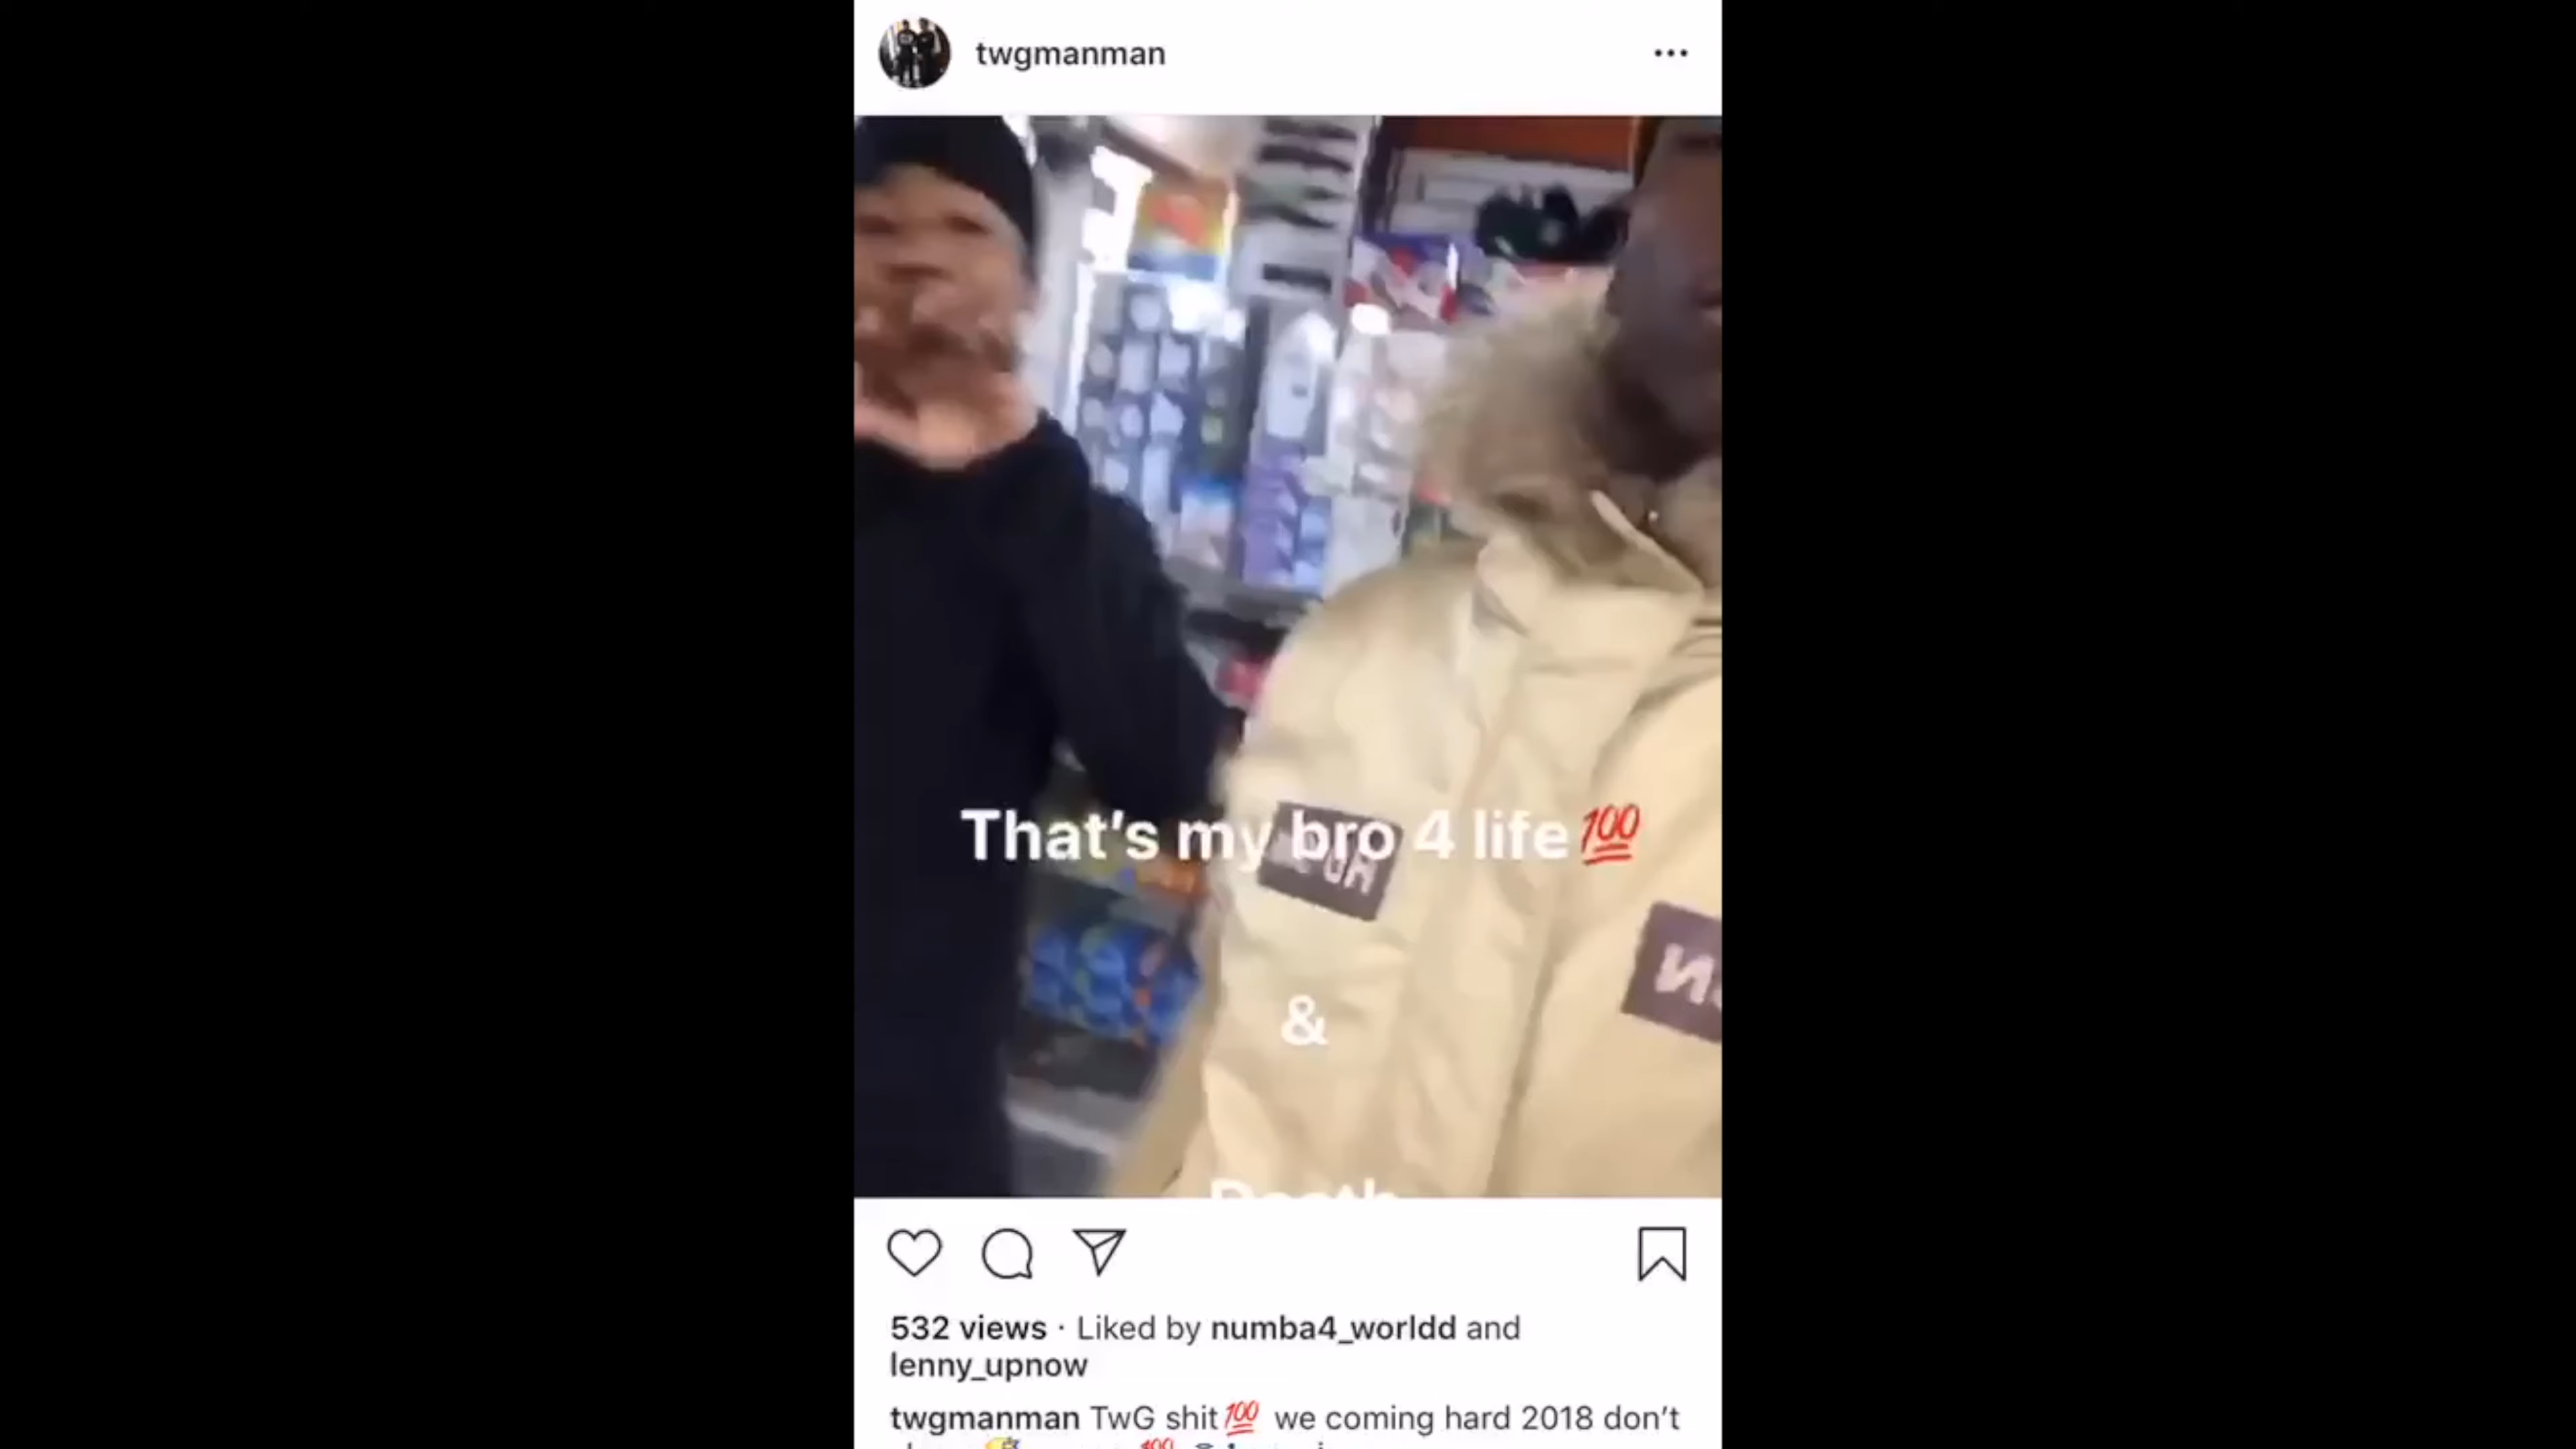 twgmanman
That's my bro 4 life💯
&
Death
532 views · Liked by numba4_worldd and
lenny_upnow
twgmanman TwG shit💯 we coming hard 2018 don't